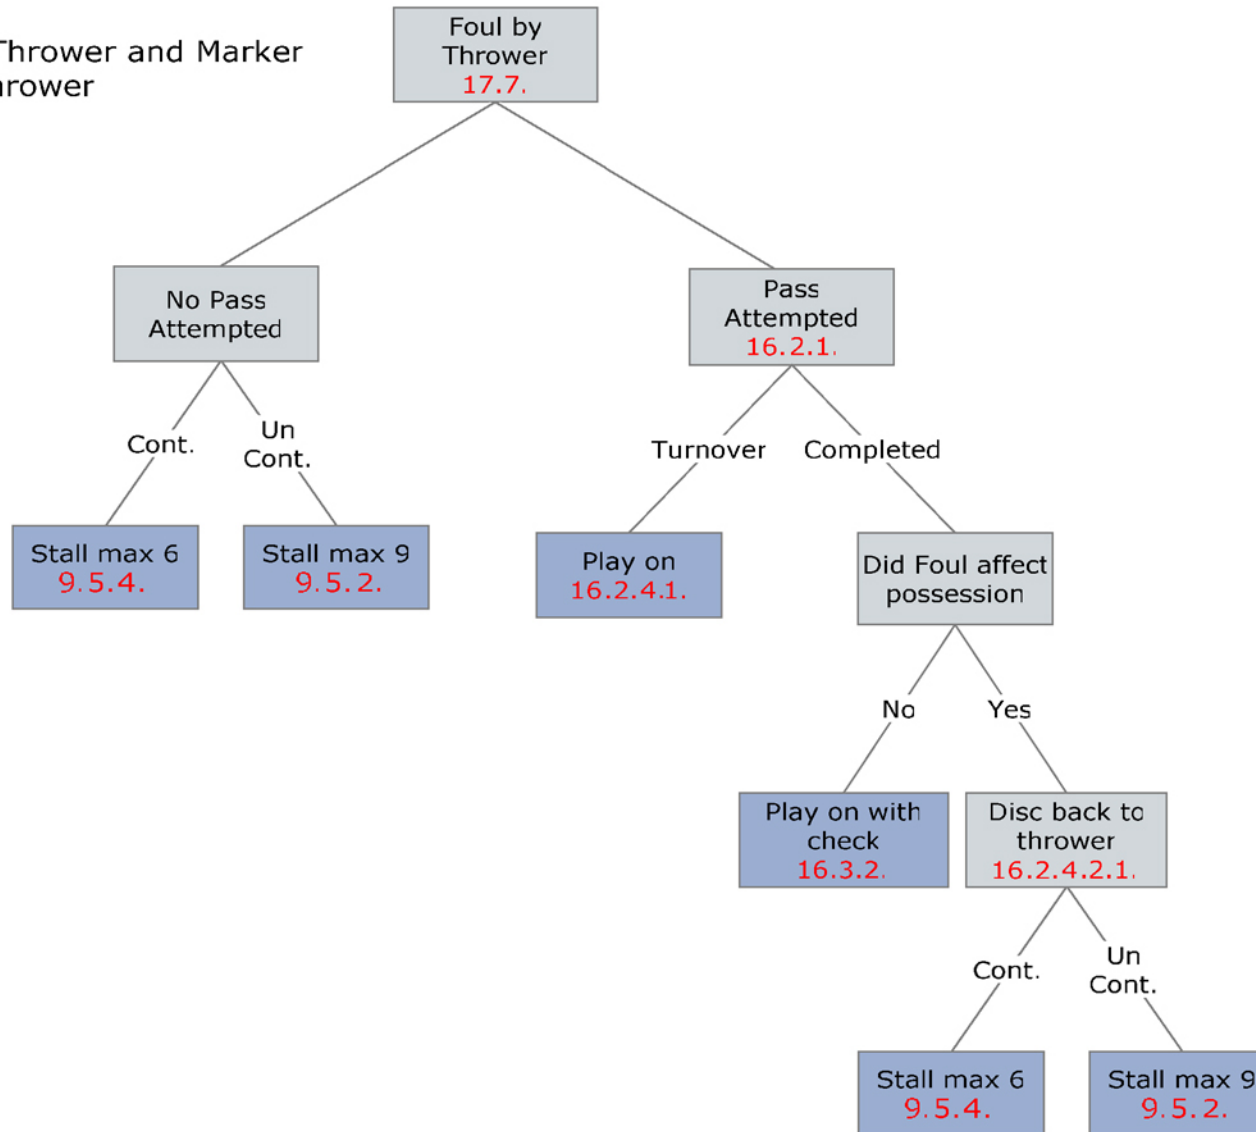 Thrower and Marker
Foul by
Thrower
17.7.
No Pass
Attempted
Pass
Attempted
16.2.1.
Cont.
Un
Cont.
Turnover
Completed
Stall max 6
9.5.4.
Stall max 9
9.5.2.
Play on
16.2.4.1.
Did Foul affect
possession
No
Yes
Play on with
check
16.3.2.
Disc back to
thrower
16.2.4.2.1.
Cont.
Un
Cont.
Stall max 6
9.5.4.
Stall max 9
9.5.2.